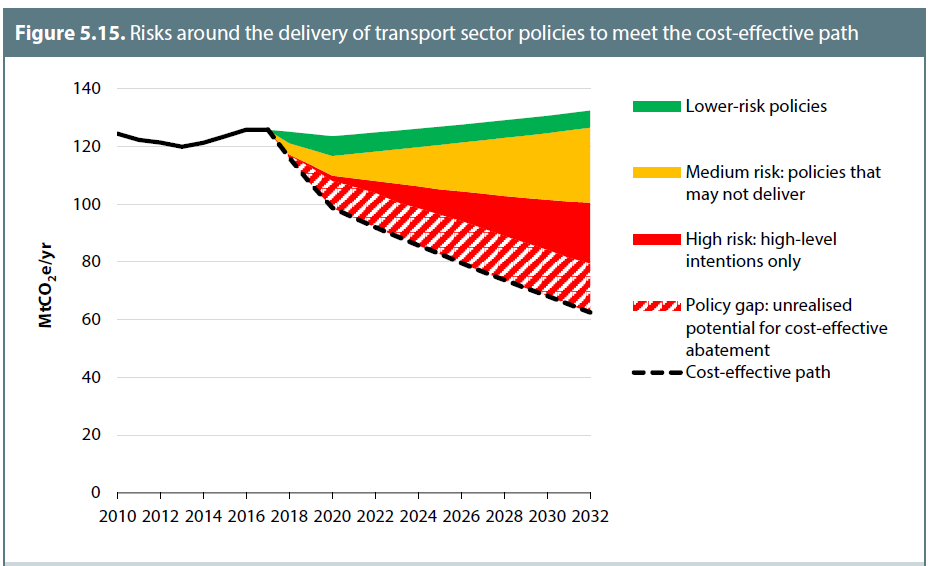 Figure 5.15. Risks around the delivery of transport sector policies to meet the cost-effective path
140
120
100
80
60
40
20
0
MtCO₂e/yr
2010 2012 2014 2016 2018 2020 2022 2024 2026 2028 2030 2032
Lower-risk policies
Medium risk: policies that
may not deliver
High risk: high-level
intentions only
Policy gap: unrealised
potential for cost-effective
abatement
Cost-effective path